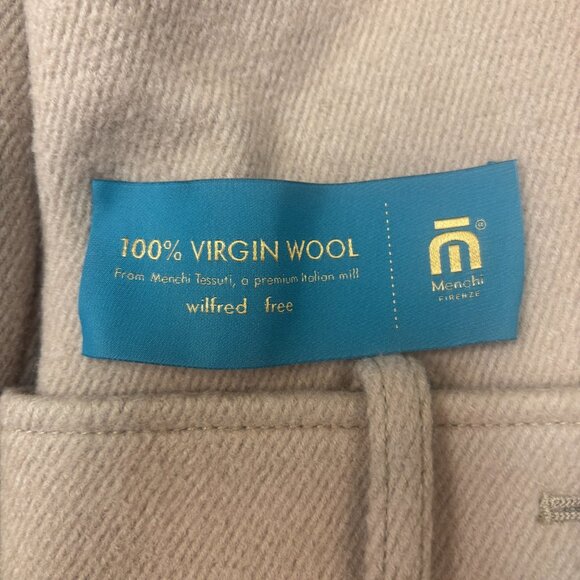 100% VIRGIN WOOL
From Menchi Tessuti, a premium Italian mill
wilfred free
®
Menchi
FIRENZE